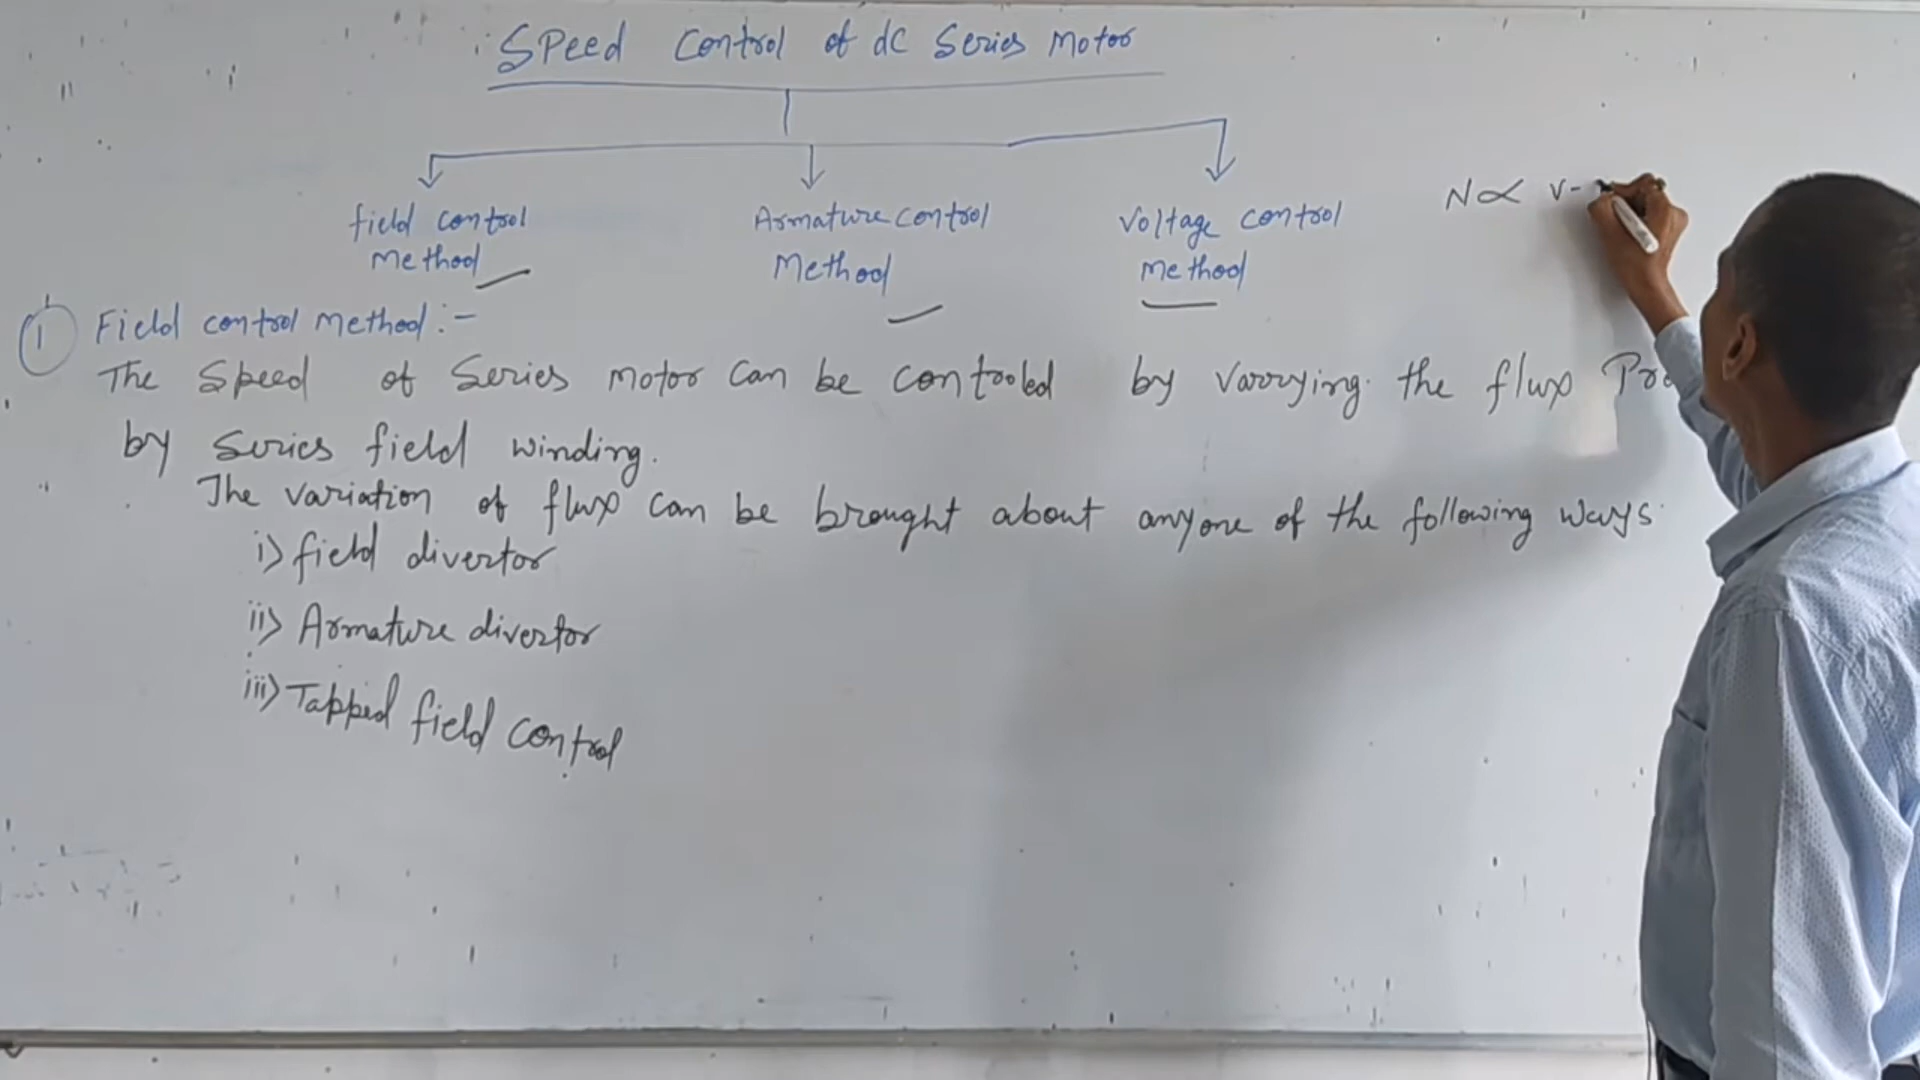 Speed Control of dc Series Motor
field control Method
Armature control Method
Voltage control Method
N ∝ V-
1 Field control Method:-
The Speed of Series motor can be controoled by varrying the flux
by Series field winding.
The variation of flux can be brought about anyone of the following ways
i) field divertor
ii) Armature divertor
iii) Tapped field control